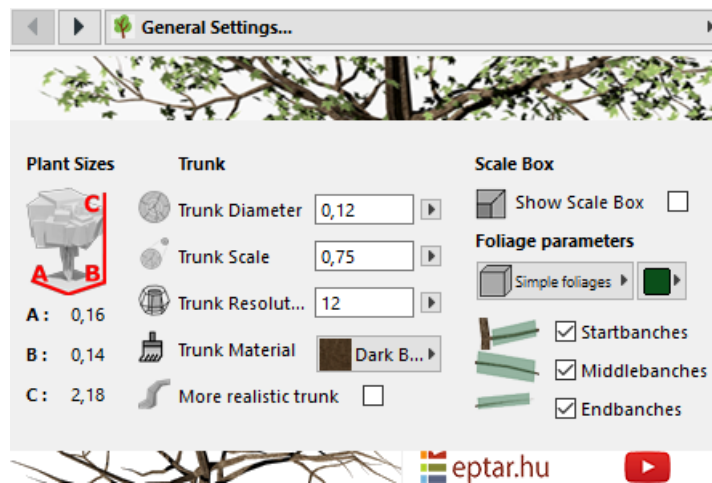 General Settings...
Plant Sizes
C
A B
A: 0,16
B: 0,14
C: 2,18
Trunk
Trunk Diameter 0,12
Trunk Scale 0,75
Trunk Resolut... 12
Trunk Material Dark B...
More realistic trunk
Scale Box
Show Scale Box
Foliage parameters
Simple foliages
Startbanches
Middlebanches
Endbanches
eptar.hu